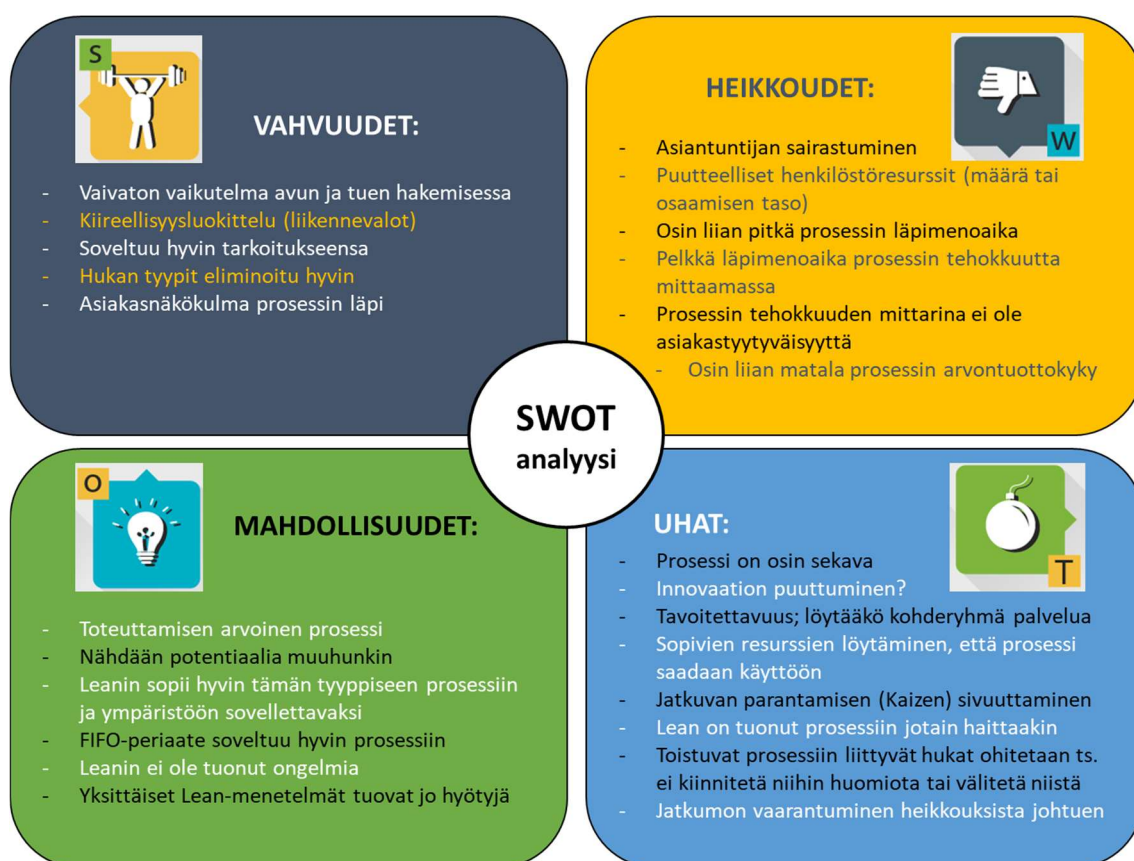 S
VAHVUUDET:
- Vaivaton vaikutelma avun ja tuen hakemisessa
- Kiireellisyysluokittelu (liikennevalot)
- Soveltuu hyvin tarkoitukseensa
- Hukan tyypit eliminoitu hyvin
- Asiakasnäkökulma prosessin läpi
HEIKKOUDET:
W
- Asiantuntijan sairastuminen
- Puutteelliset henkilöstöresurssit (määrä tai
osaamisen taso)
- Osin liian pitkä prosessin läpimenoaika
- Pelkkä läpimenoaika prosessin tehokkuutta
mittaamassa
- Prosessin tehokkuuden mittarina ei ole
asiakastyytyväisyyttä
- Osin liian matala prosessin arvontuottokyky
SWOT
analyysi
O
MAHDOLLISUUDET:
- Toteuttamisen arvoinen prosessi
- Nähdään potentiaalia muuhunkin
- Leanin sopii hyvin tämän tyyppiseen prosessiin
ja ympäristöön sovellettavaksi
- FIFO-periaate soveltuu hyvin prosessiin
- Leanin ei ole tuonut ongelmia
- Yksittäiset Lean-menetelmät tuovat jo hyötyjä
UHAT:
T
- Prosessi on osin sekava
- Innovaation puuttuminen?
- Tavoitettavuus; löytääkö kohderyhmä palvelua
- Sopivien resurssien löytäminen, että prosessi
saadaan käyttöön
- Jatkuvan parantamisen (Kaizen) sivuuttaminen
- Lean on tuonut prosessiin jotain haittaakin
- Toistuvat prosessiin liittyvät hukat ohitetaan ts.
ei kiinnitetä niihin huomiota tai välitetä niistä
- Jatkumon vaarantuminen heikkouksista johtuen